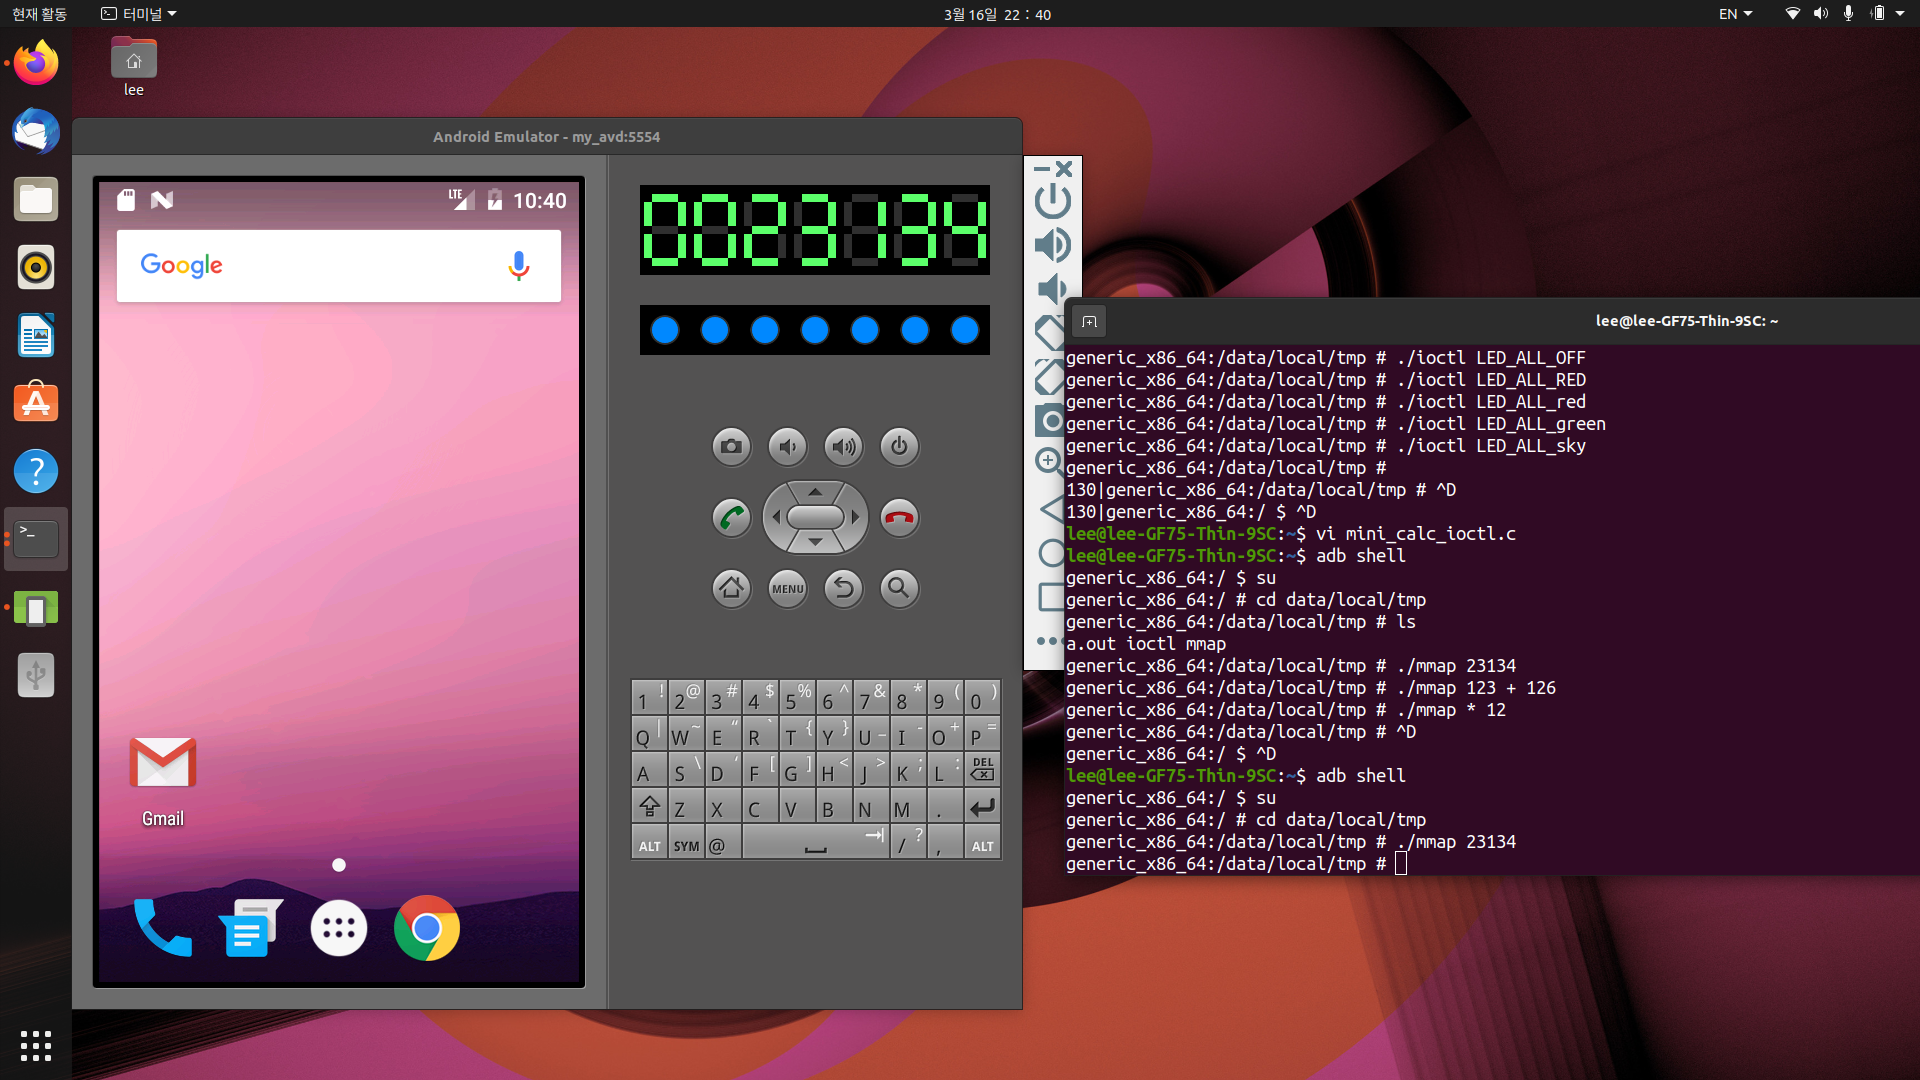 현재 활동
터미널
3월 16일 22 : 40
EN
lee
Android Emulator - my_avd:5554
LTE
10:40
Google
Gmail
0023134
MENU
1 ! 2 @ 3 # 4 $ 5 % 6 ^ 7 & 8 * 9 ( 0 )
Q | W ~ E “ R ` T { Y } U _ I - O + P =
A S \ D ‘ F [ G ] H < J > K ; L : DEL
Z X C V B N M .
ALT SYM @ / ? , ALT
lee@lee-GF75-Thin-9SC: ~
generic_x86_64:/data/local/tmp # ./ioctl LED_ALL_OFF
generic_x86_64:/data/local/tmp # ./ioctl LED_ALL_RED
generic_x86_64:/data/local/tmp # ./ioctl LED_ALL_red
generic_x86_64:/data/local/tmp # ./ioctl LED_ALL_green
generic_x86_64:/data/local/tmp # ./ioctl LED_ALL_sky
generic_x86_64:/data/local/tmp #
130|generic_x86_64:/data/local/tmp # ^D
130|generic_x86_64:/ $ ^D
lee@lee-GF75-Thin-9SC:~$ vi mini_calc_ioctl.c
lee@lee-GF75-Thin-9SC:~$ adb shell
generic_x86_64:/ $ su
generic_x86_64:/ # cd data/local/tmp
generic_x86_64:/data/local/tmp # ls
a.out ioctl mmap
generic_x86_64:/data/local/tmp # ./mmap 23134
generic_x86_64:/data/local/tmp # ./mmap 123 + 126
generic_x86_64:/data/local/tmp # ./mmap * 12
generic_x86_64:/data/local/tmp # ^D
generic_x86_64:/ $ ^D
lee@lee-GF75-Thin-9SC:~$ adb shell
generic_x86_64:/ $ su
generic_x86_64:/ # cd data/local/tmp
generic_x86_64:/data/local/tmp # ./mmap 23134
generic_x86_64:/data/local/tmp #